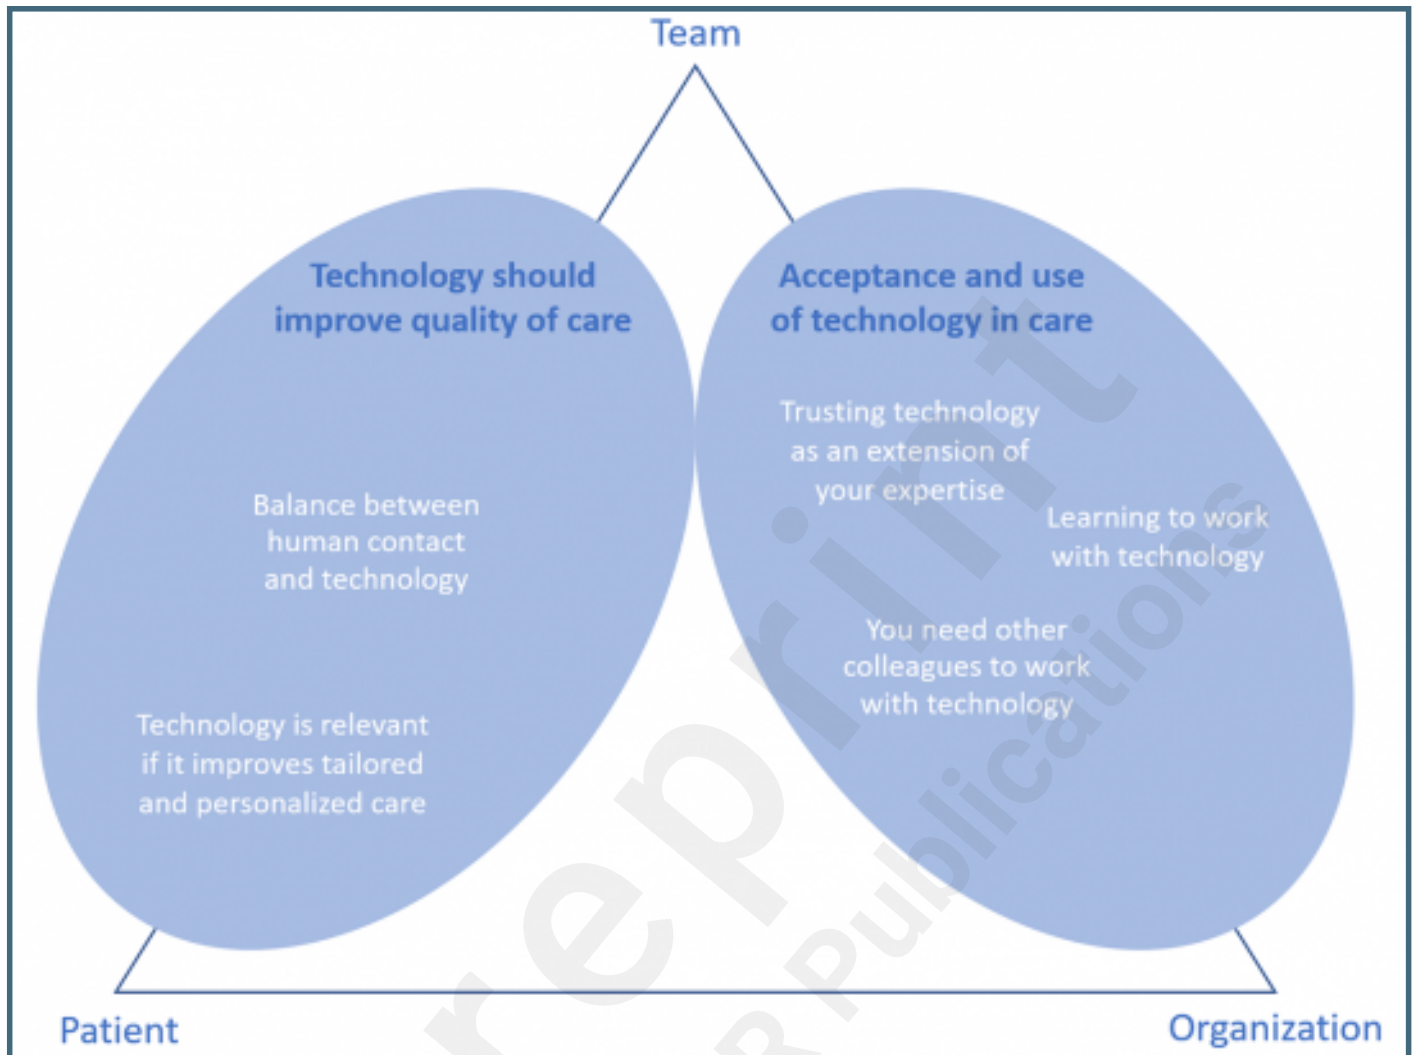 Team
Technology should
improve quality of care
Balance between
human contact
and technology
Technology is relevant
if it improves tailored
and personalized care
Acceptance and use
of technology in care
Trusting technology
as an extension of
your expertise
Learning to work
with technology
You need other
colleagues to work
with technology
Patient
Organization
reprint
R Publications